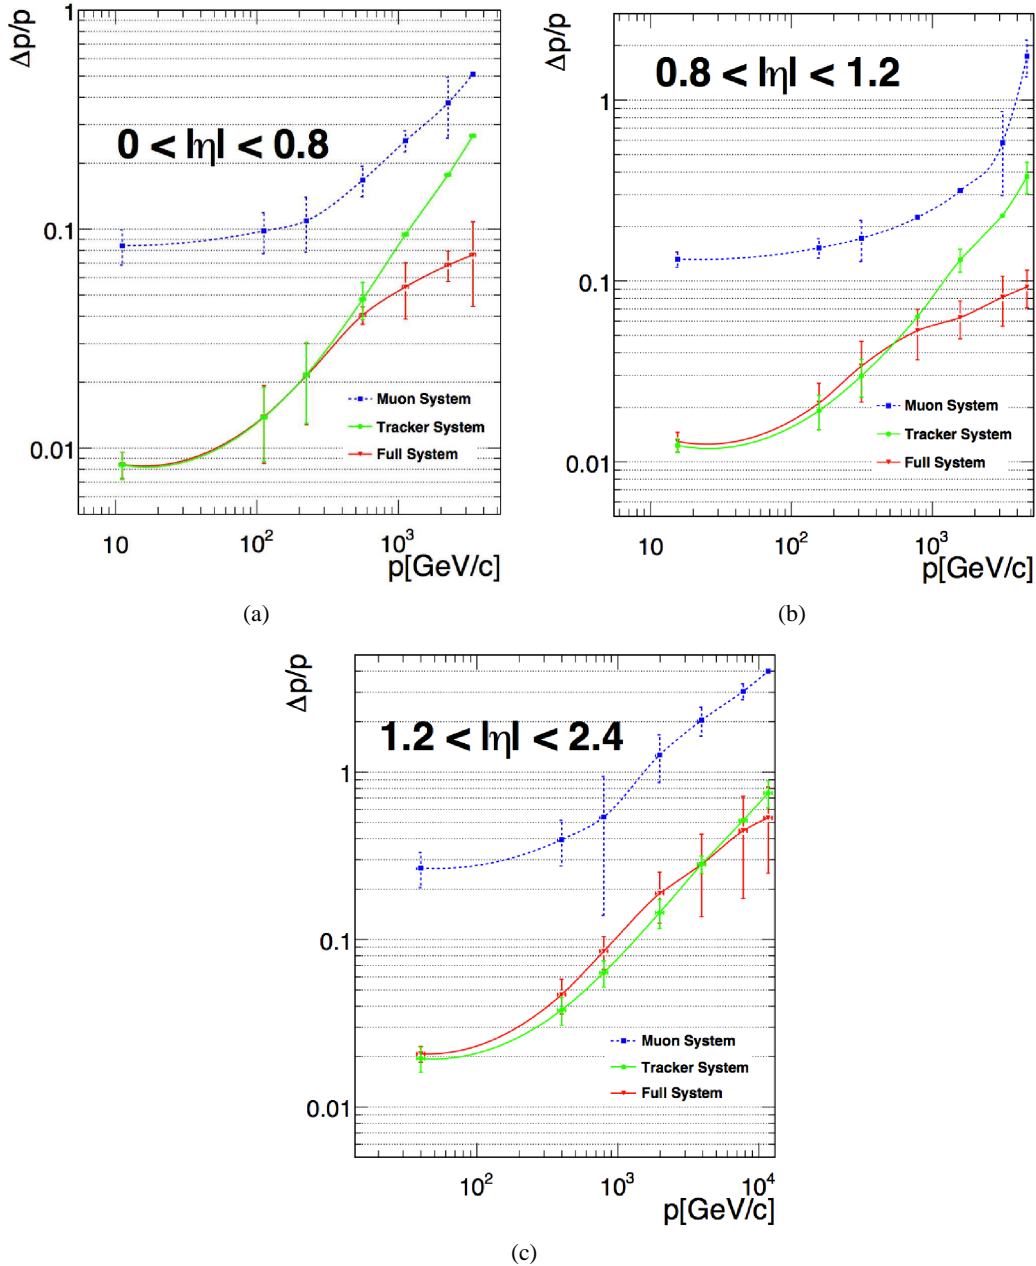 Δp/p
1
0 < |η| < 0.8
0.1
Muon System
Tracker System
Full System
0.01
10 10² 10³
p[GeV/c]
(a)
Δp/p
0.8 < |η| < 1.2
1
0.1
Muon System
Tracker System
Full System
0.01
10 10² 10³
p[GeV/c]
(b)
Δp/p
1.2 < |η| < 2.4
1
0.1
Muon System
Tracker System
Full System
0.01
10² 10³ 10⁴
p[GeV/c]
(c)